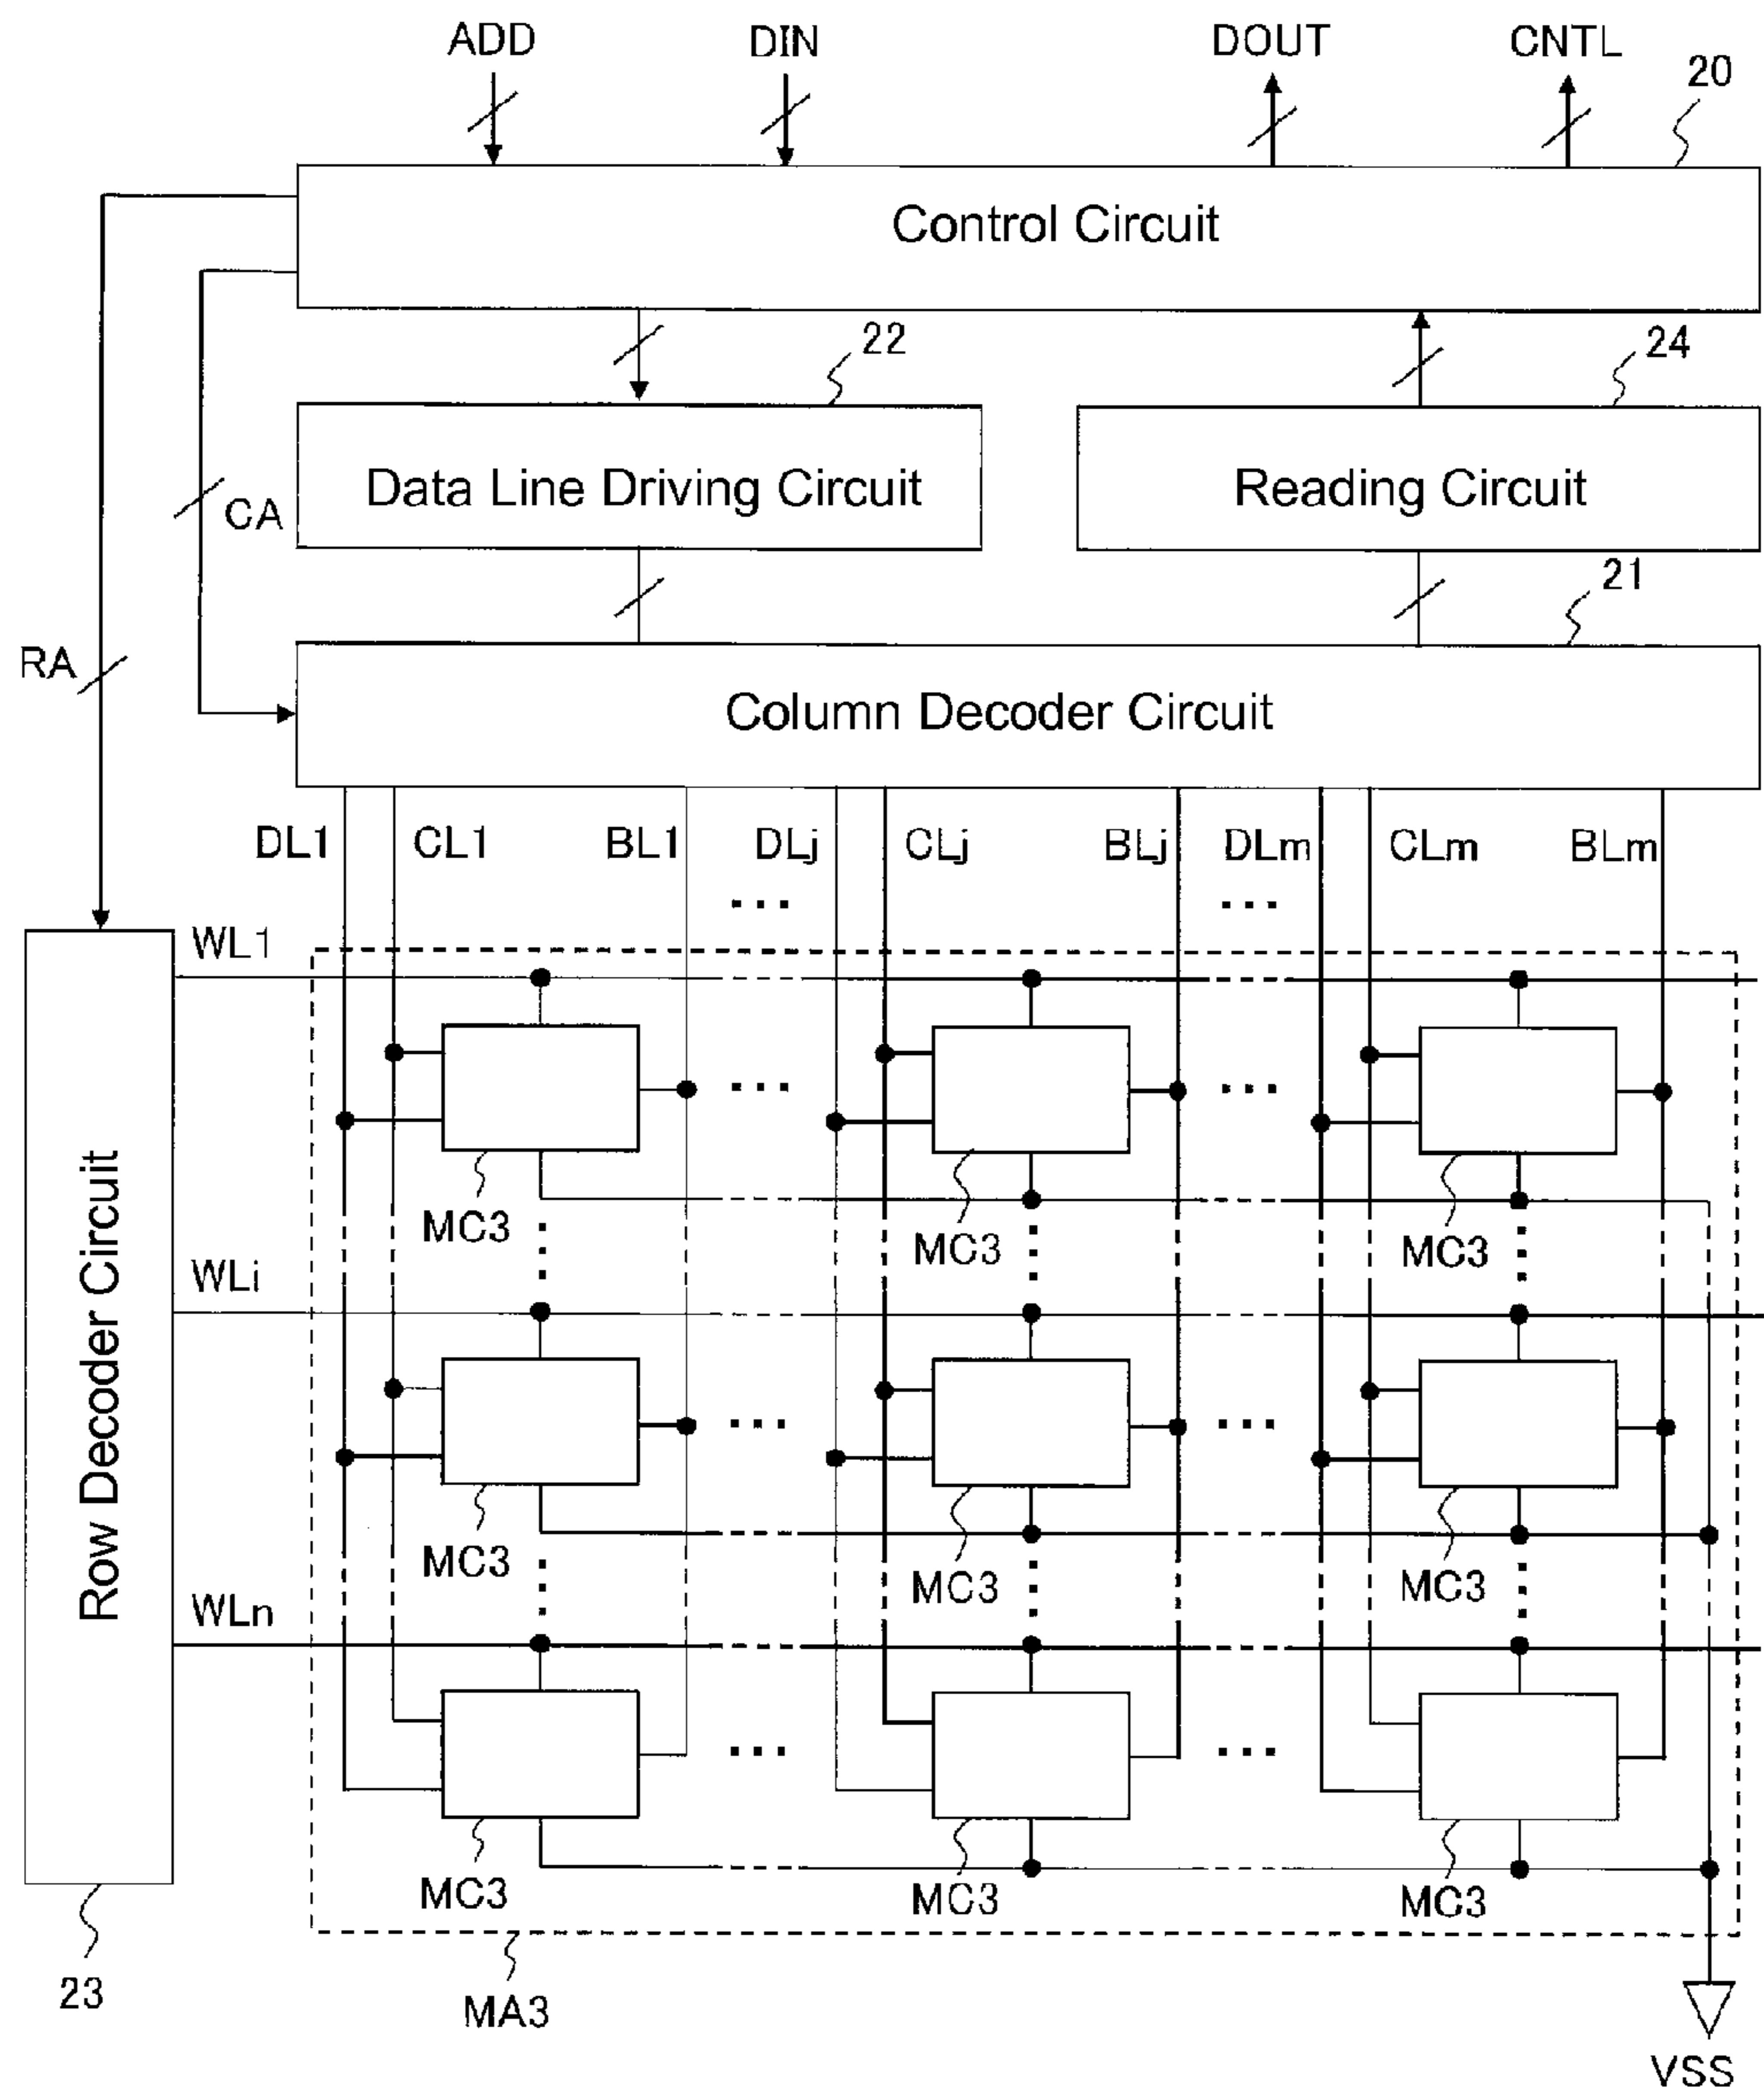 ADD DIN DOUT CNTL
20
Control Circuit
22 24
Data Line Driving Circuit Reading Circuit
CA
21
RA
Column Decoder Circuit
DL1 CL1 BL1 DLj CLj BLj DLm CLm BLm
... ...
WL1
... ...
MC3 MC3 MC3
Row Decoder Circuit
WLi
... ...
MC3 MC3 MC3
WLn
... ...
MC3 MC3 MC3
23
MA3
VSS